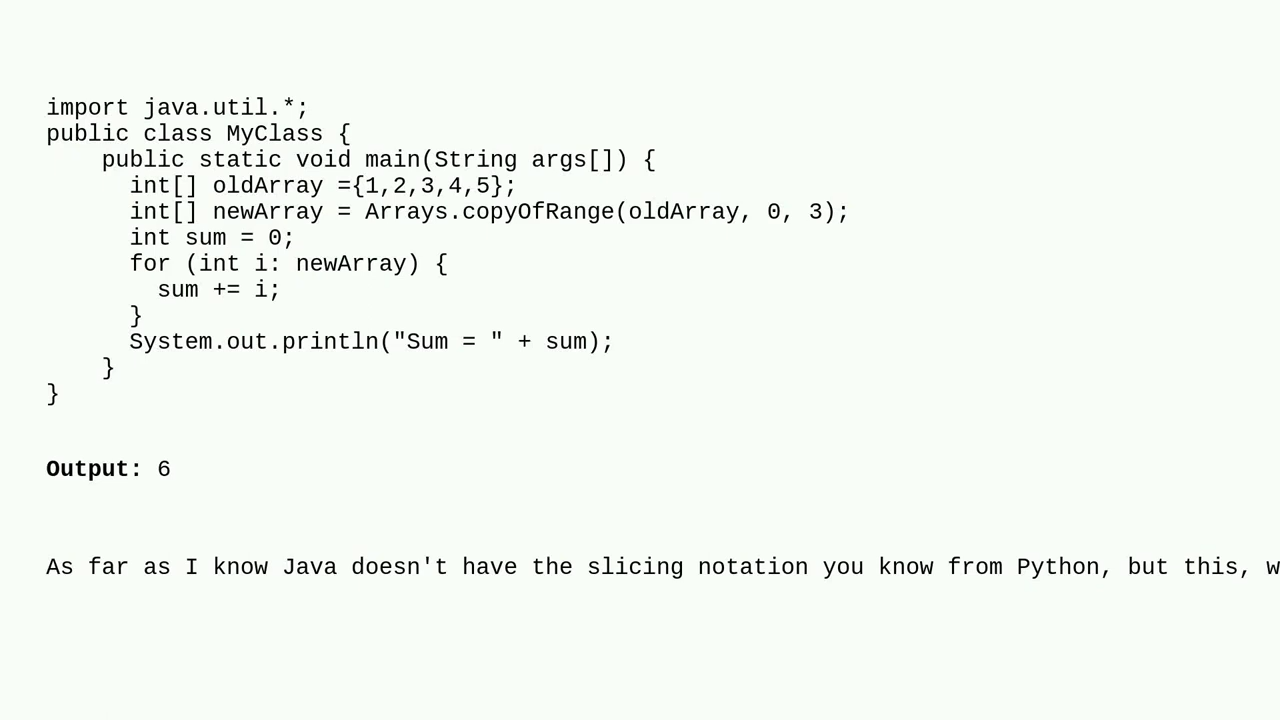 import java.util.*;
public class MyClass {
    public static void main(String args[]) {
      int[] oldArray ={1,2,3,4,5};
      int[] newArray = Arrays.copyOfRange(oldArray, 0, 3);
      int sum = 0;
      for (int i: newArray) {
        sum += i;
      }
      System.out.println("Sum = " + sum);
    }
}
Output: 6
As far as I know Java doesn't have the slicing notation you know from Python, but this,